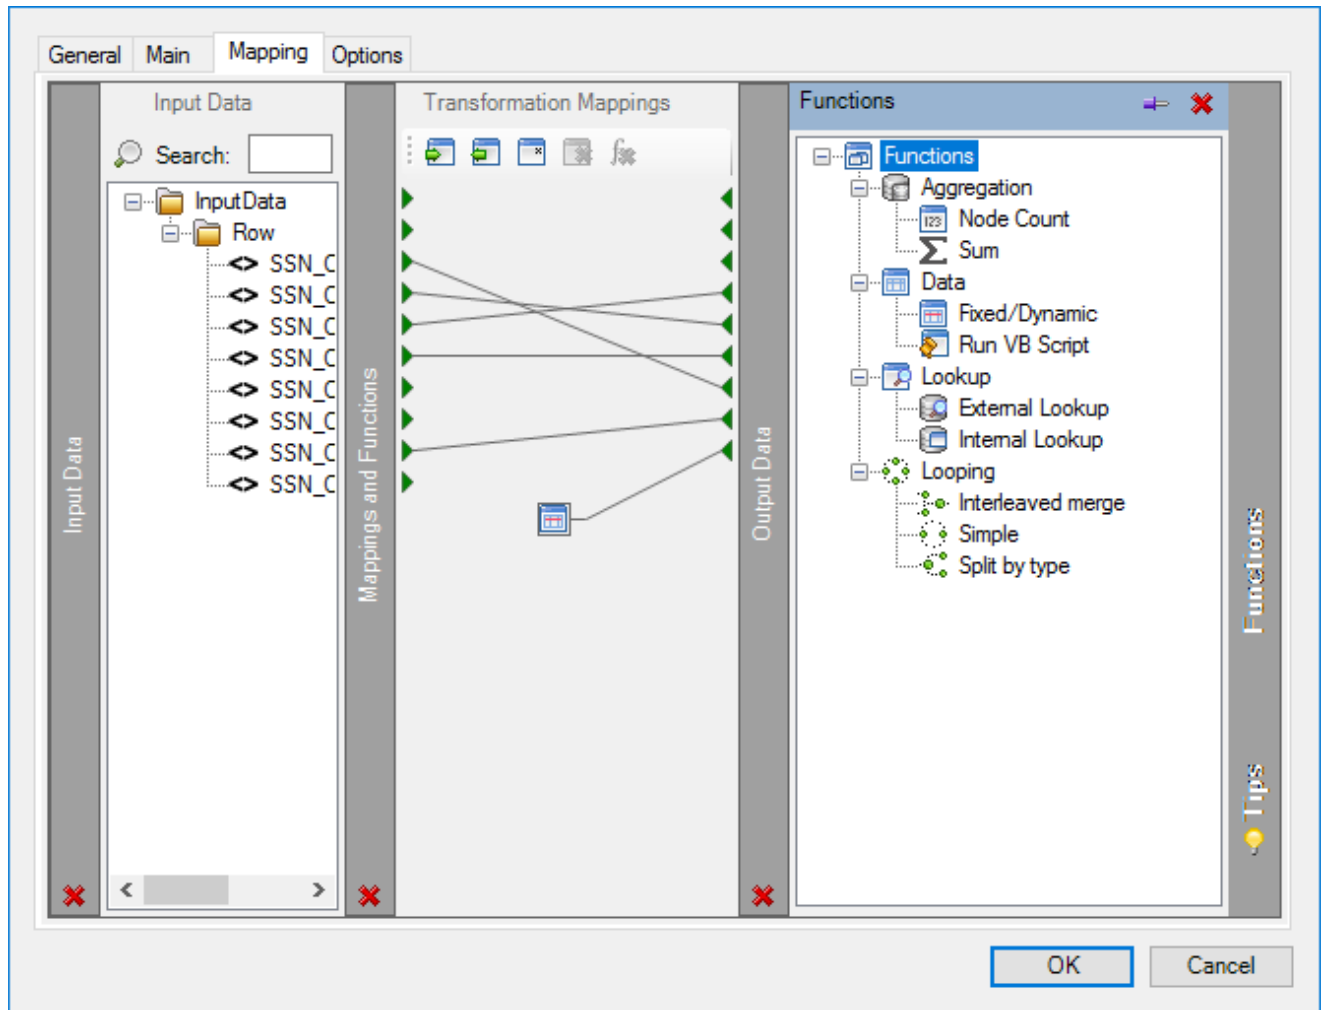 General Main Mapping Options
Input Data
Search:
InputData
Row
<> SSN_C
<> SSN_C
<> SSN_C
<> SSN_C
<> SSN_C
<> SSN_C
<> SSN_C
<> SSN_C
Input Data
Mappings and Functions
Transformation Mappings
Output Data
Functions
Functions
Aggregation
123 Node Count
Σ Sum
Data
Fixed/Dynamic
Run VB Script
Lookup
External Lookup
Internal Lookup
Looping
Interleaved merge
Simple
Split by type
Functions
Tips
OK Cancel